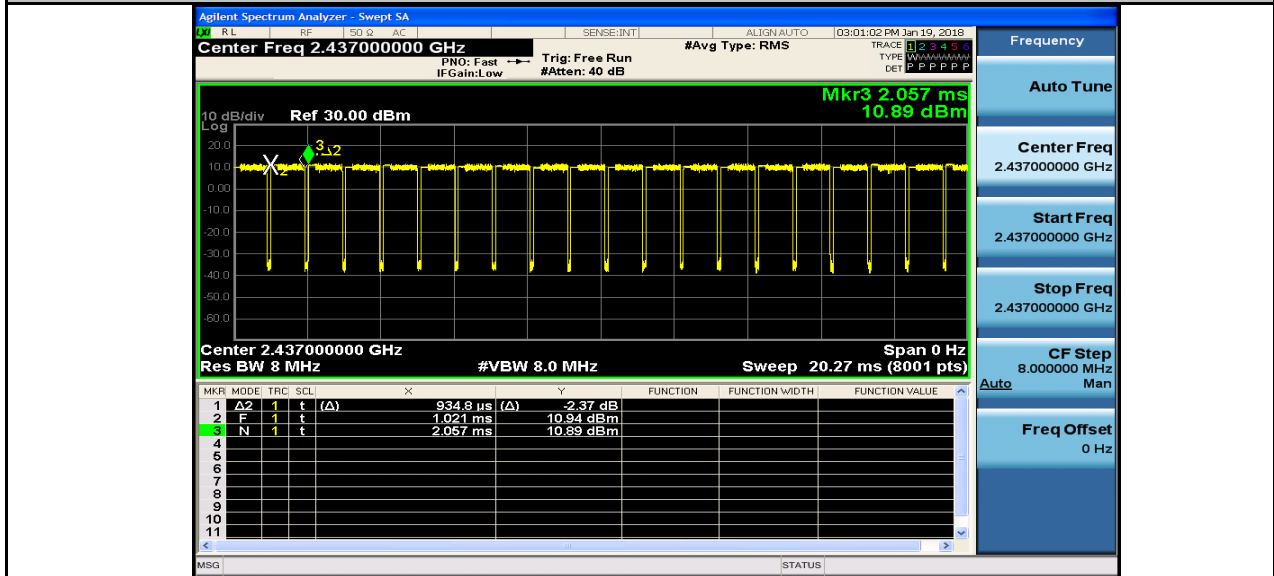 Agilent Spectrum Analyzer - Swept SA
LXI RL RF 50 Ω AC SENSE:INT ALIGN AUTO 03:01:02 PM Jan 19, 2018
Center Freq 2.437000000 GHz #Avg Type: RMS TRACE 1 2 3 4 5 6
PNO: Fast Trig: Free Run TYPE WWWWWW
IFGain:Low #Atten: 40 dB DET P P P P P P
Mkr3 2.057 ms
10 dB/div Ref 30.00 dBm 10.89 dBm
Log
20.0
10.0
0.00
-10.0
-20.0
-30.0
-40.0
-50.0
-60.0
3 Δ2
2
Center 2.437000000 GHz Span 0 Hz
Res BW 8 MHz #VBW 8.0 MHz Sweep 20.27 ms (8001 pts)
MKR MODE TRC SCL X Y FUNCTION FUNCTION WIDTH FUNCTION VALUE
1 Δ2 1 t (Δ) 934.8 µs (Δ) -2.37 dB
2 F 1 t 1.021 ms 10.94 dBm
3 N 1 t 2.057 ms 10.89 dBm
4
5
6
7
8
9
10
11
MSG STATUS
Frequency
Auto Tune
Center Freq
2.437000000 GHz
Start Freq
2.437000000 GHz
Stop Freq
2.437000000 GHz
CF Step
8.000000 MHz
Auto Man
Freq Offset
0 Hz